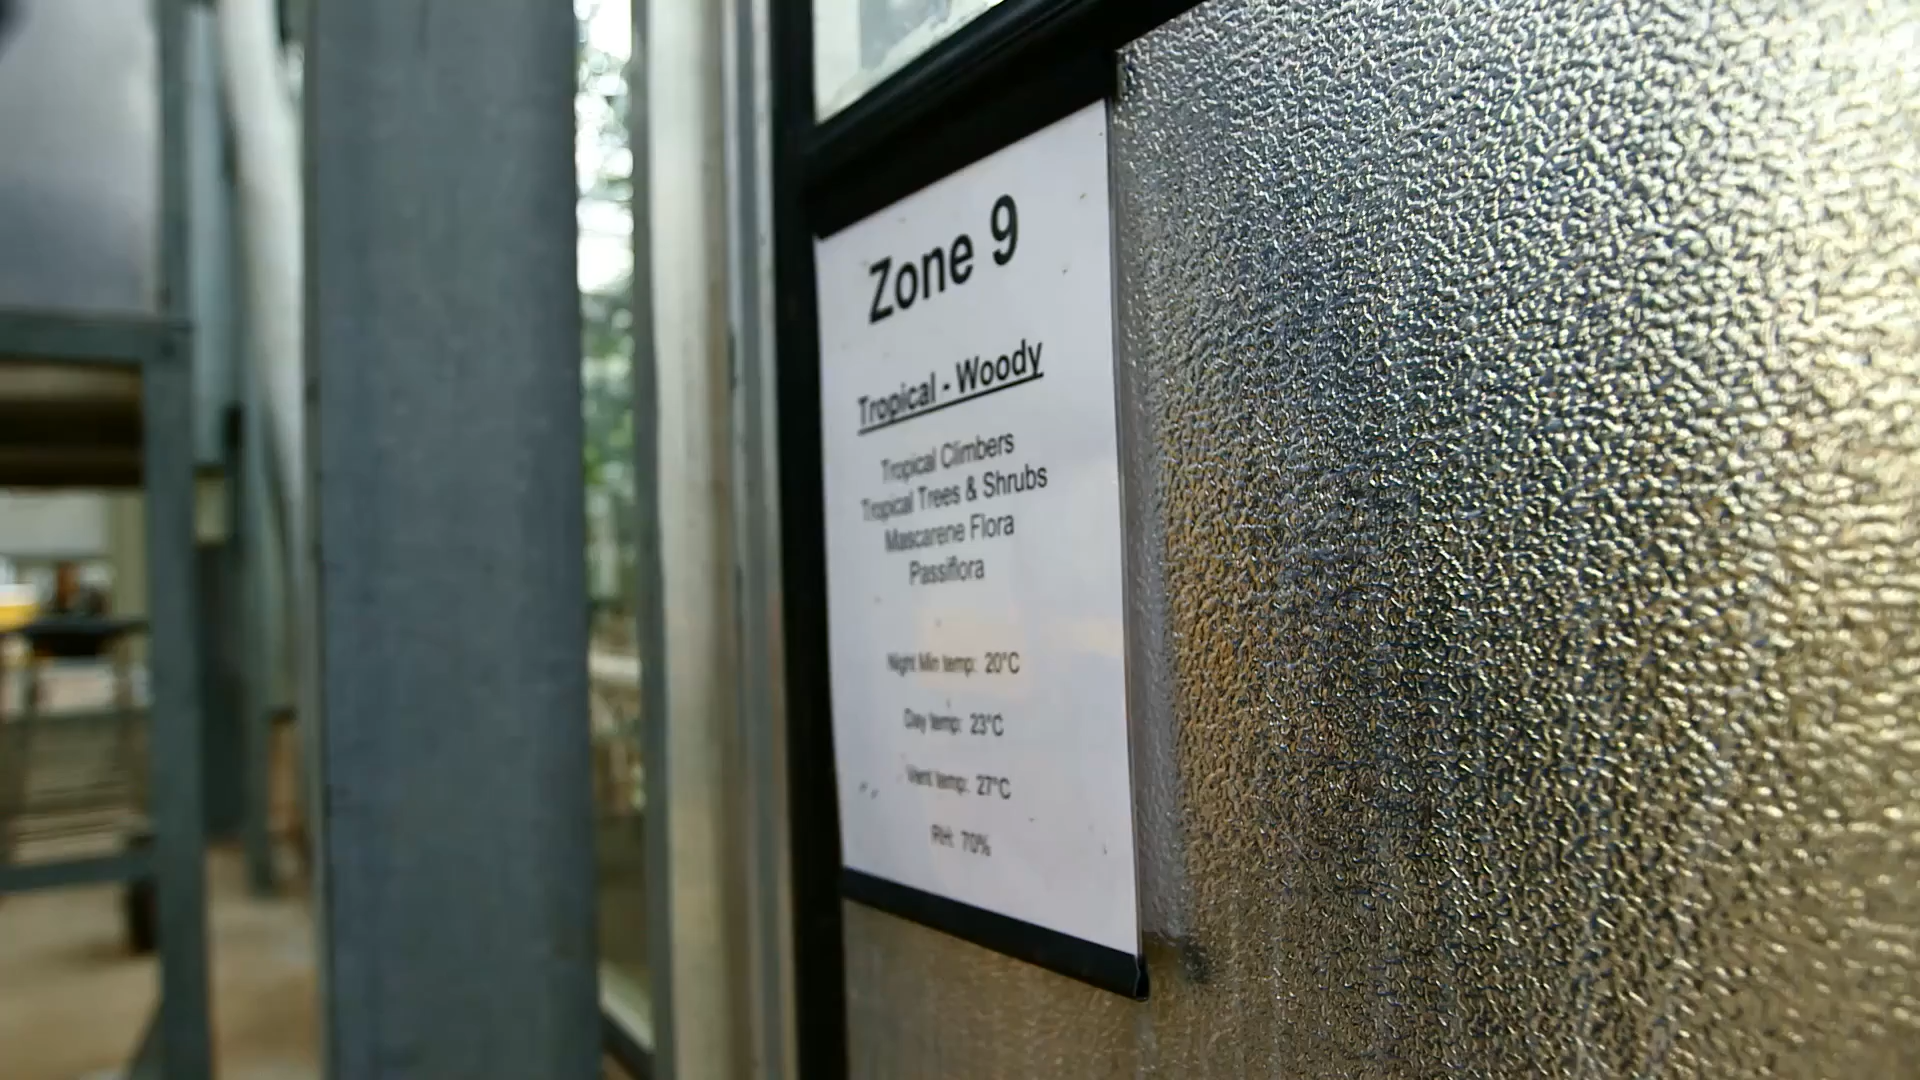 Zone 9
Tropical - Woody
Tropical Climbers
Tropical Trees & Shrubs
Mascarene Flora
Passiflora
Night Min temp: 20°C
Day temp: 23°C
Vent temp: 27°C
RH: 70%